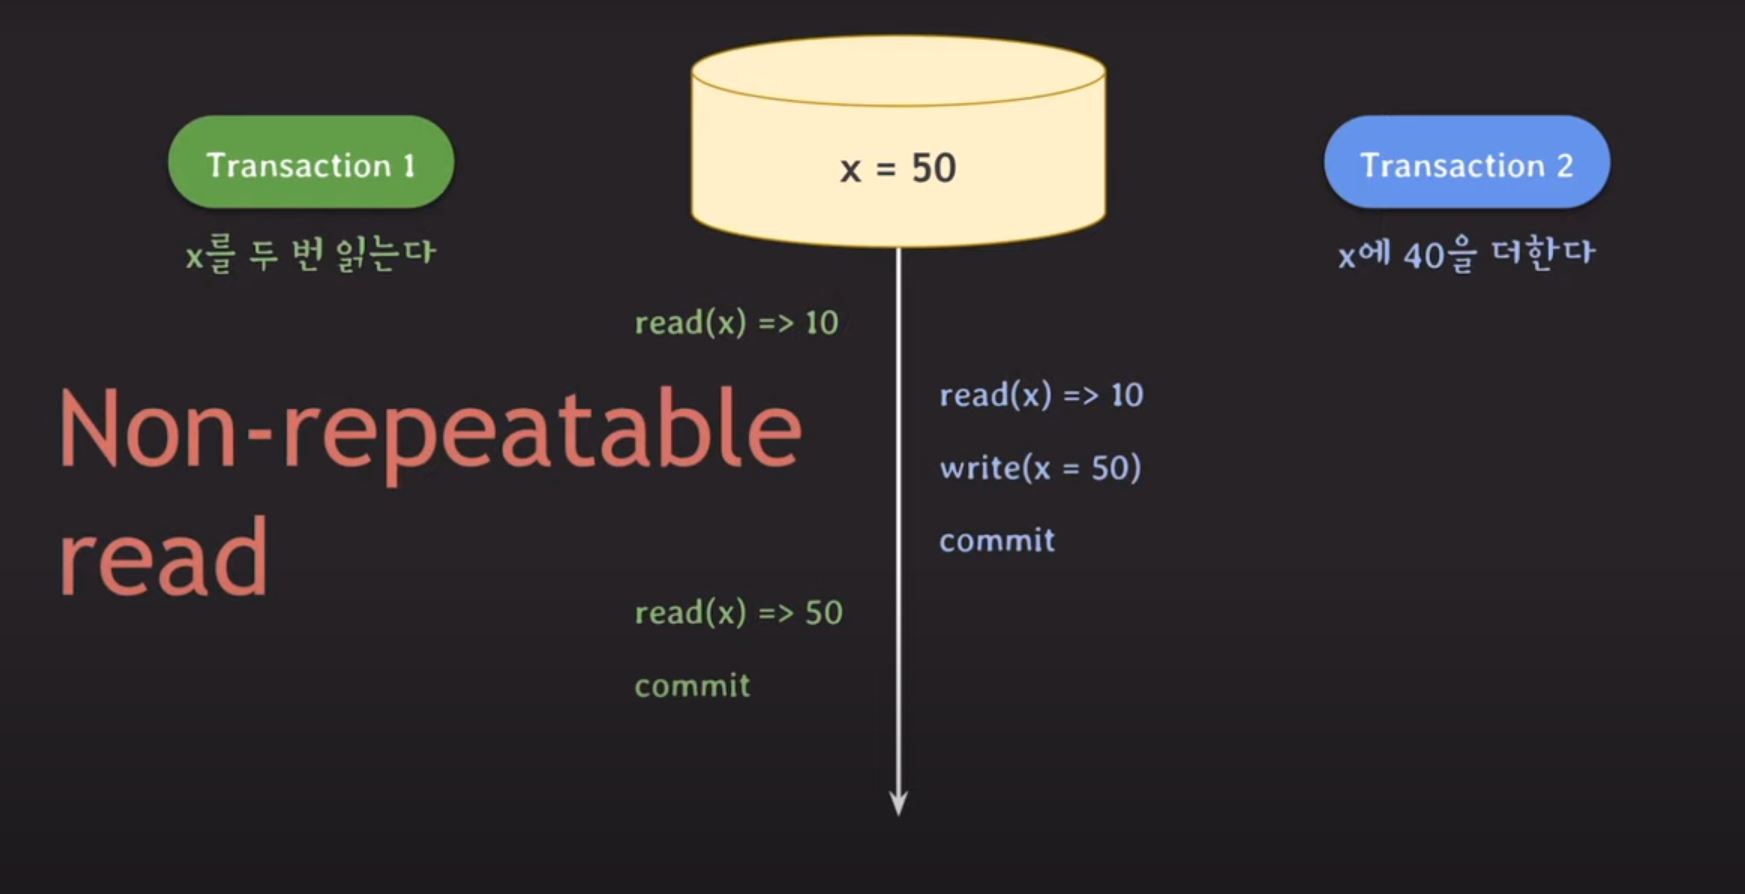 Transaction 1
x = 50
Transaction 2
x를 두 번 읽는다
x에 40을 더한다
read(x) => 10
Non-repeatable
read
read(x) => 10
write(x = 50)
commit
read(x) => 50
commit